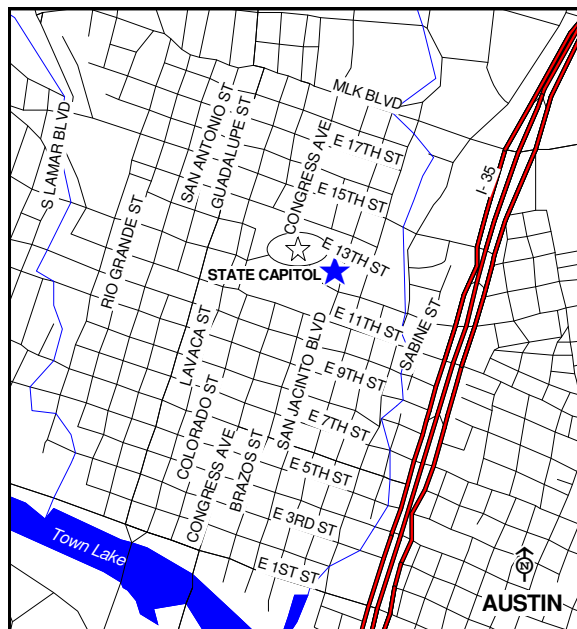 MLK BLVD
S LAMAR BLVD
SAN ANTONIO ST
GUADALUPE ST
CONGRESS AVE
E 17TH ST
I- 35
E 15TH ST
RIO GRANDE ST
E 13TH ST
STATE CAPITOL
SABINE ST
LAVACA ST
E 11TH ST
SAN JACINTO BLVD
E 9TH ST
COLORADO ST
E 7TH ST
CONGRESS AVE
BRAZOS ST
E 5TH ST
E 3RD ST
Town Lake
E 1ST ST
N
AUSTIN